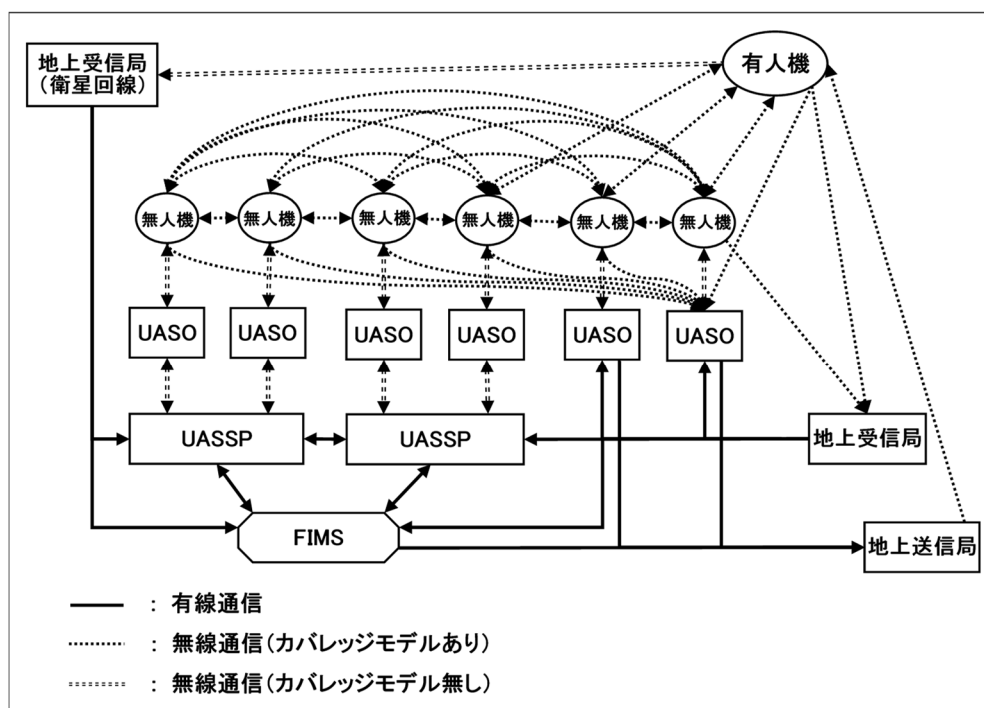 地上受信局
(衛星回線)
有人機
無人機
無人機
無人機
無人機
無人機
無人機
UASO
UASO
UASO
UASO
UASO
UASO
UASSP
UASSP
地上受信局
FIMS
地上送信局
: 有線通信
: 無線通信(カバレッジモデルあり)
: 無線通信(カバレッジモデル無し)